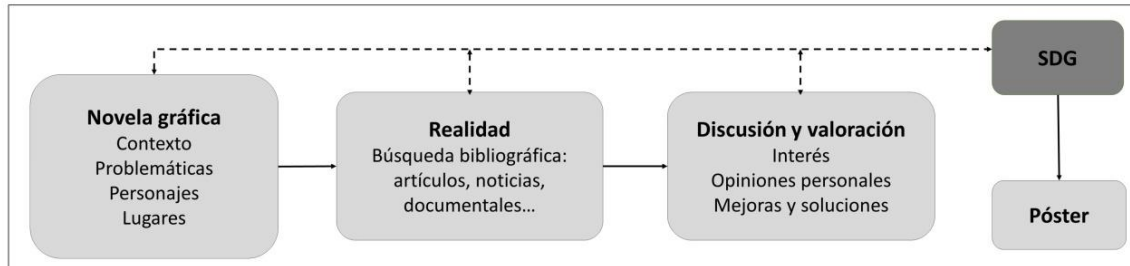 Novela gráfica
Contexto
Problemáticas
Personajes
Lugares
Realidad
Búsqueda bibliográfica:
artículos, noticias,
documentales…
Discusión y valoración
Interés
Opiniones personales
Mejoras y soluciones
SDG
Póster